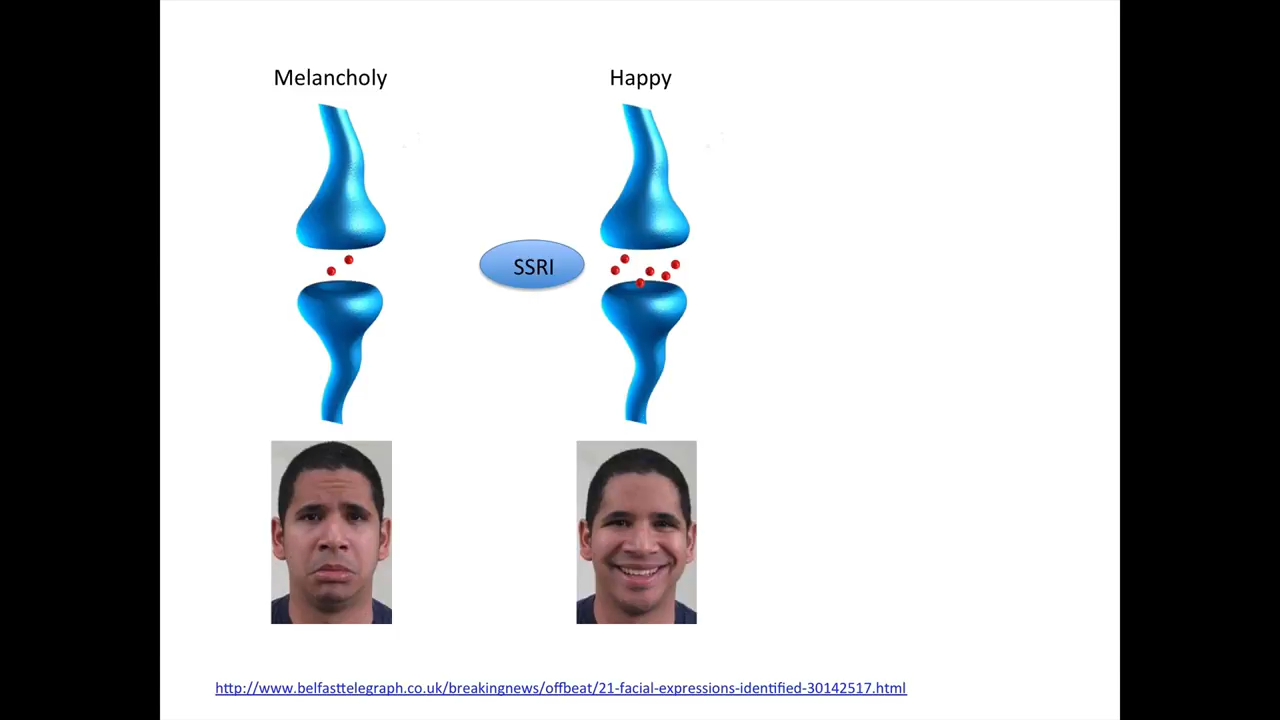 Melancholy
Happy
SSRI
http://www.belfasttelegraph.co.uk/breakingnews/offbeat/21-facial-expressions-identified-30142517.html